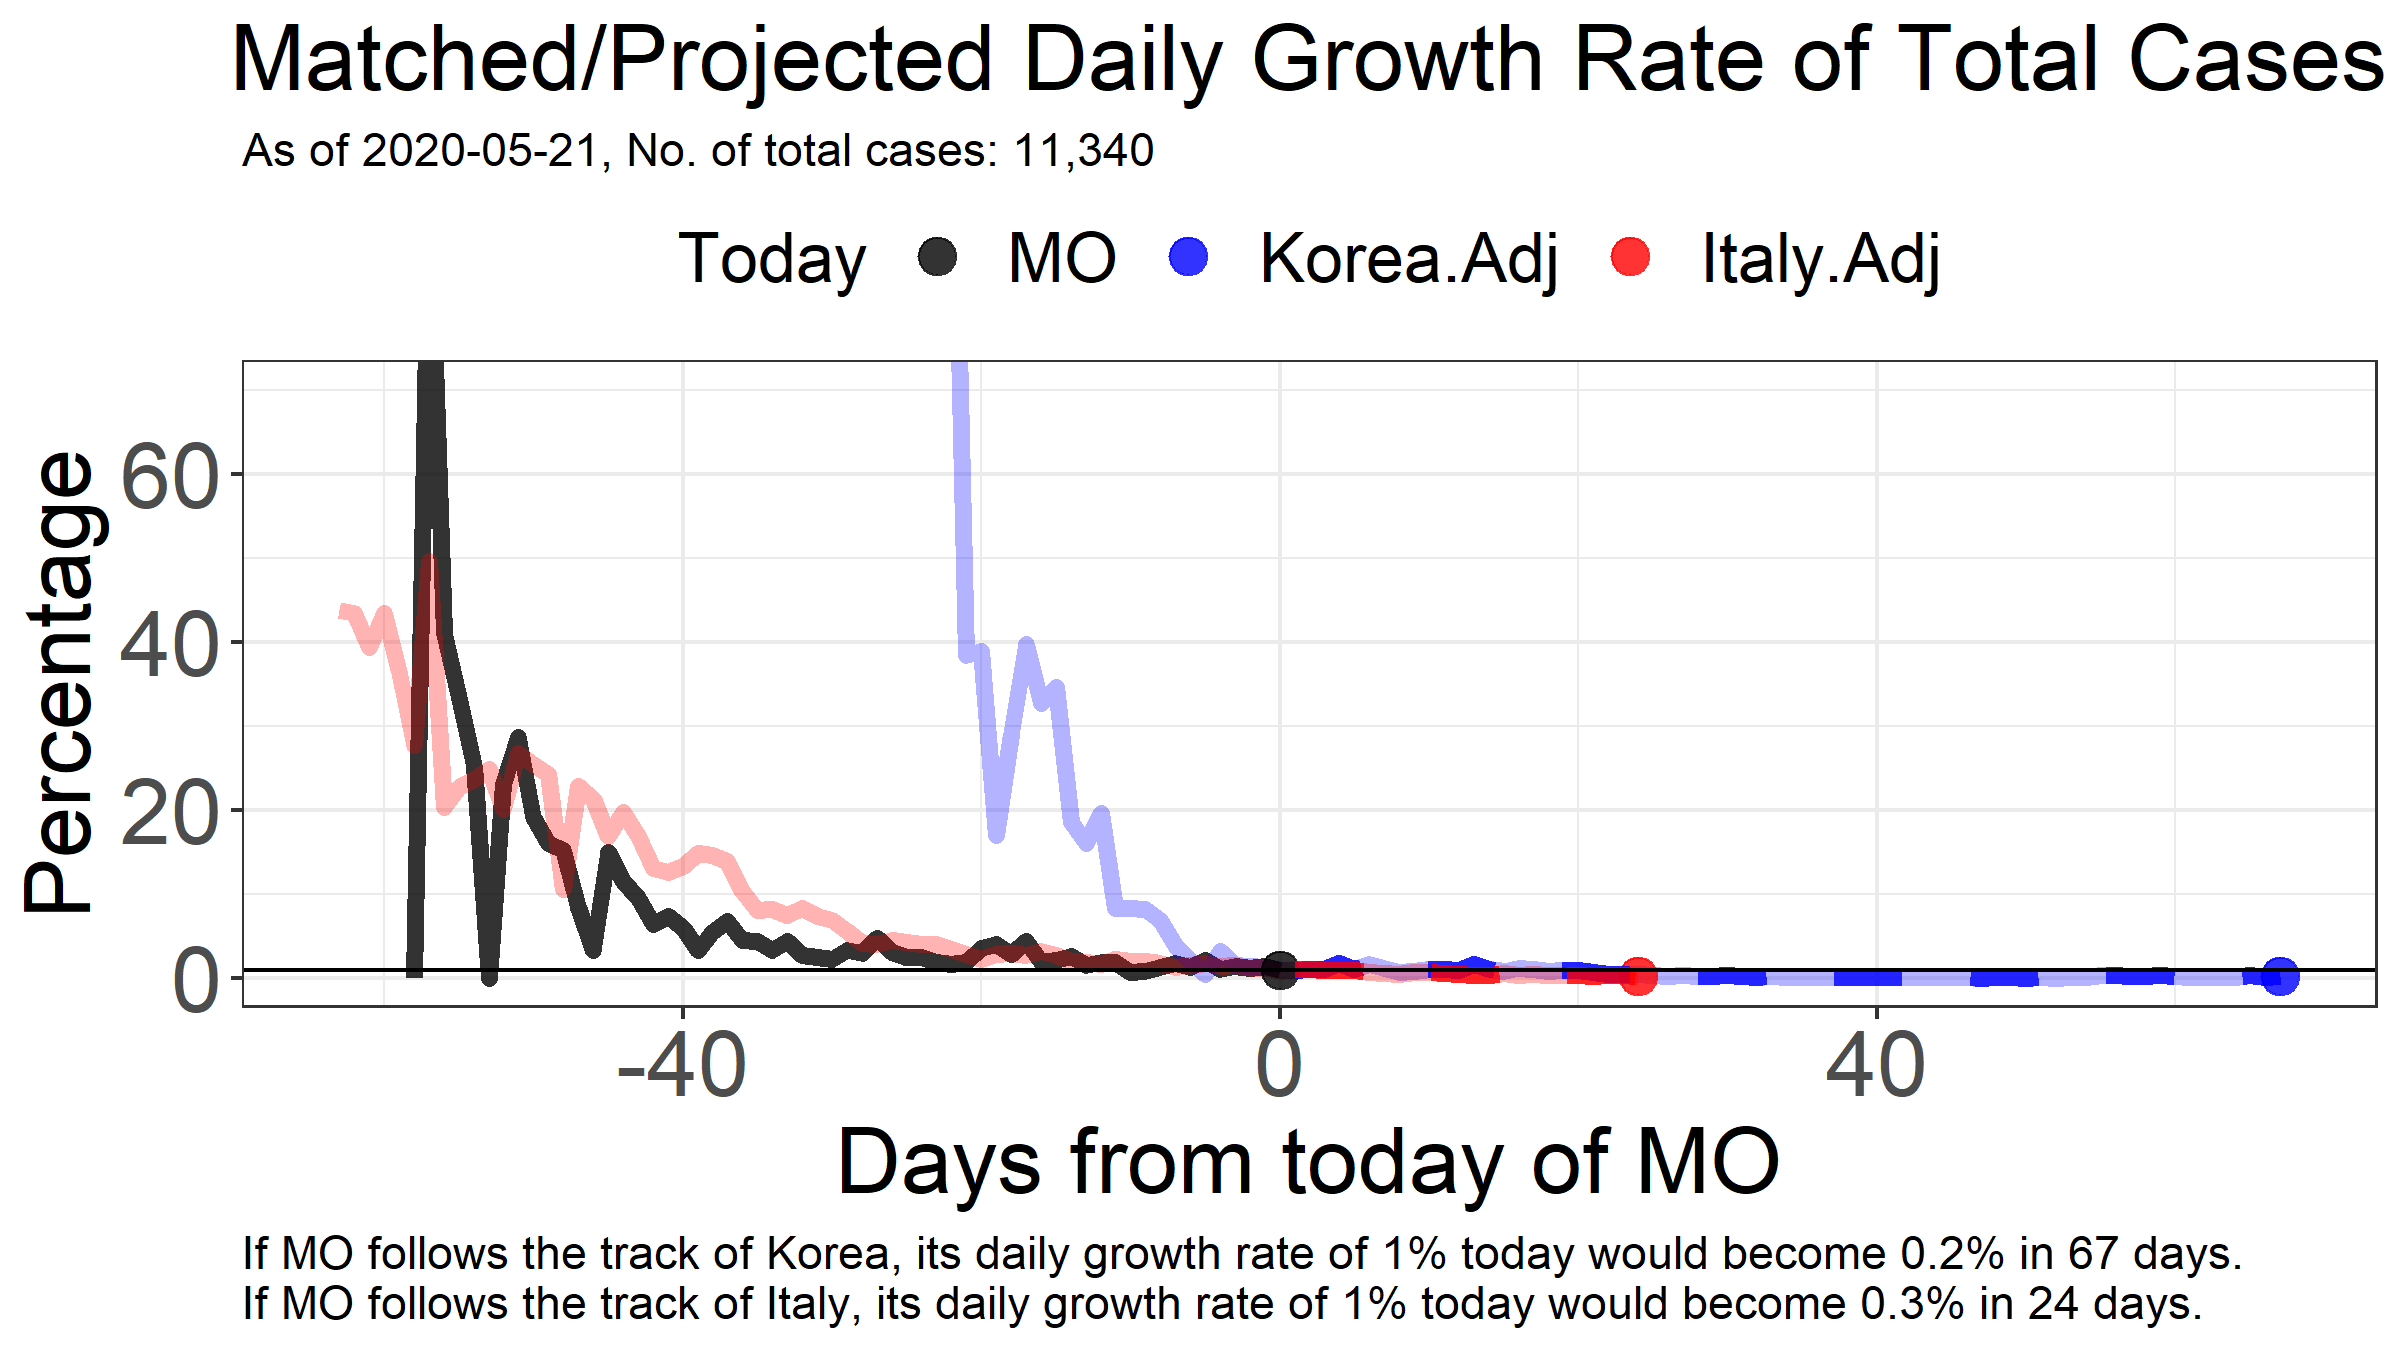 Matched/Projected Daily Growth Rate of Total Cases
As of 2020-05-21, No. of total cases: 11,340
Today MO Korea.Adj Italy.Adj
Percentage
60
40
20
0
-40 0 40
Days from today of MO
If MO follows the track of Korea, its daily growth rate of 1% today would become 0.2% in 67 days.
If MO follows the track of Italy, its daily growth rate of 1% today would become 0.3% in 24 days.